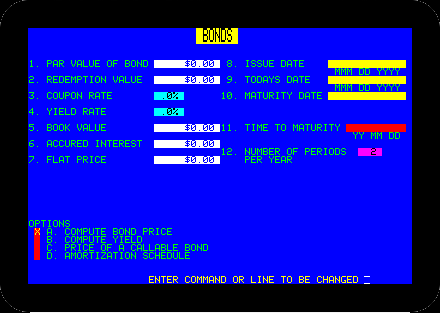 BONDS
1. PAR VALUE OF BOND $0.00 8. ISSUE DATE
MMM DD YYYY
2. REDEMPTION VALUE $0.00 9. TODAYS DATE
MMM DD YYYY
3. COUPON RATE .0% 10. MATURITY DATE
4. YIELD RATE .0%
5. BOOK VALUE $0.00 11. TIME TO MATURITY
YY MM DD
6. ACCURED INTEREST $0.00
12. NUMBER OF PERIODS 2
7. FLAT PRICE $0.00 PER YEAR
OPTIONS
X A. COMPUTE BOND PRICE
B. COMPUTE YIELD
C. PRICE OF A CALLABLE BOND
D. AMORTIZATION SCHEDULE
ENTER COMMAND OR LINE TO BE CHANGED _